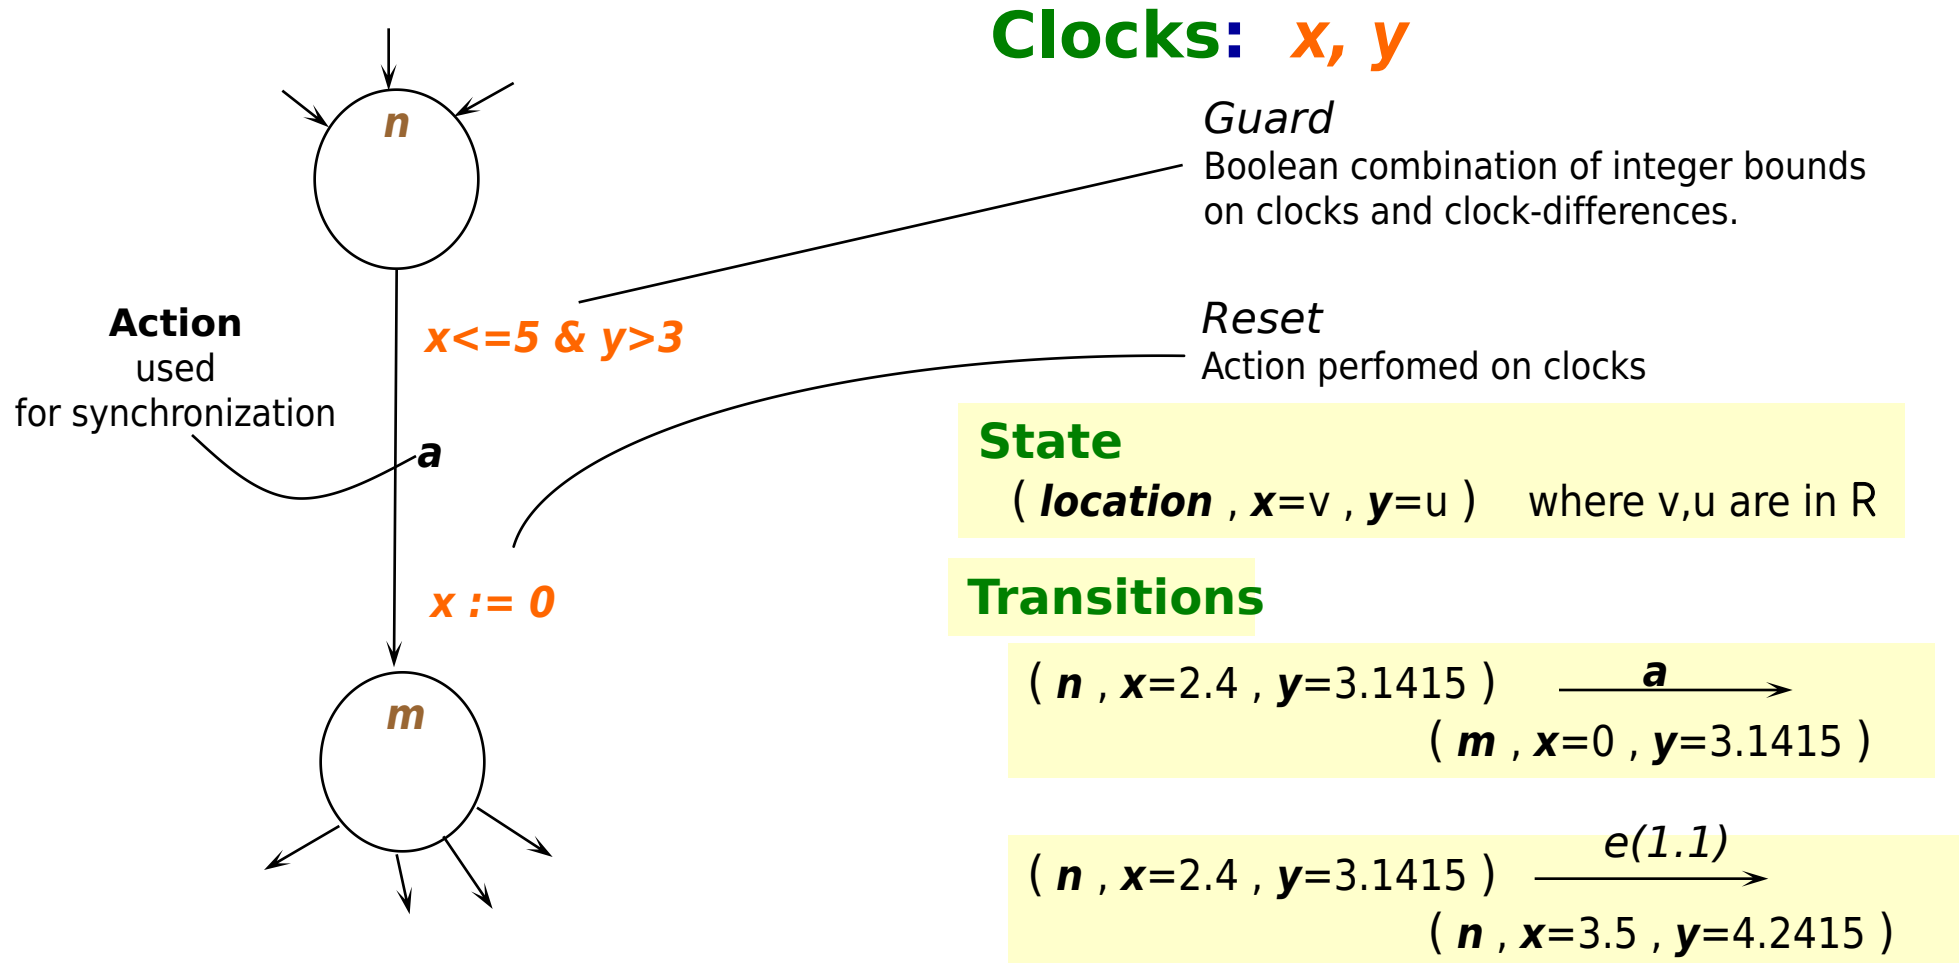 Clocks: x, y
n
Guard
Boolean combination of integer bounds
on clocks and clock-differences.
Action
used
for synchronization
x<=5 & y>3
Reset
Action perfomed on clocks
a
x := 0
m
State
( location , x=v , y=u ) where v,u are in R
Transitions
( n , x=2.4 , y=3.1415 ) a
( m , x=0 , y=3.1415 )
e(1.1)
( n , x=2.4 , y=3.1415 )
( n , x=3.5 , y=4.2415 )